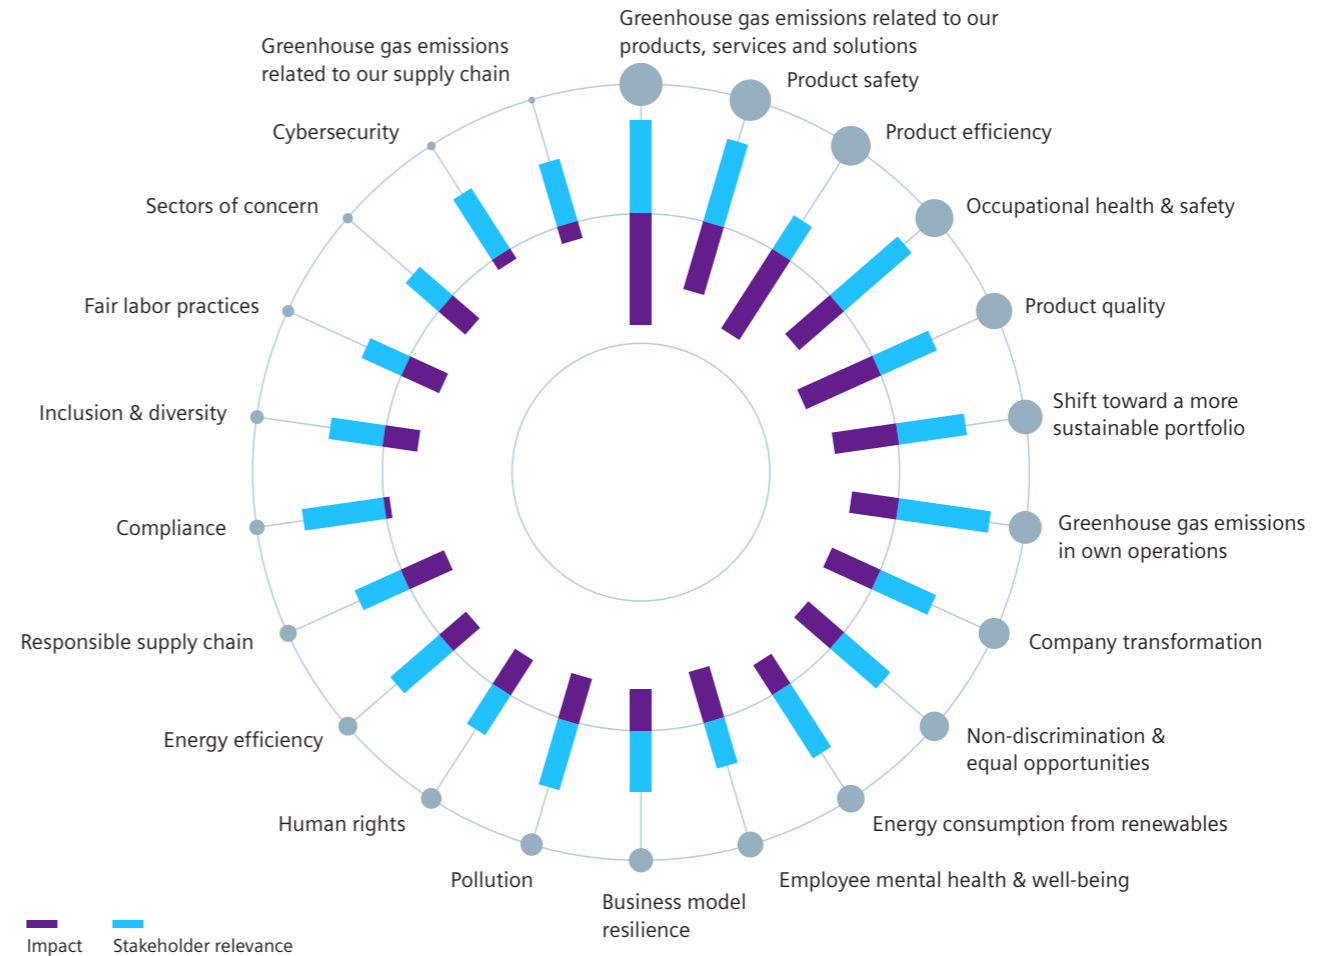 Greenhouse gas emissions related to our
products, services and solutions
Product safety
Product efficiency
Occupational health & safety
Product quality
Shift toward a more
sustainable portfolio
Greenhouse gas emissions
in own operations
Company transformation
Non-discrimination &
equal opportunities
Energy consumption from renewables
Employee mental health & well-being
Business model
resilience
Pollution
Human rights
Energy efficiency
Responsible supply chain
Compliance
Inclusion & diversity
Fair labor practices
Sectors of concern
Cybersecurity
Greenhouse gas emissions
related to our supply chain
Impact
Stakeholder relevance